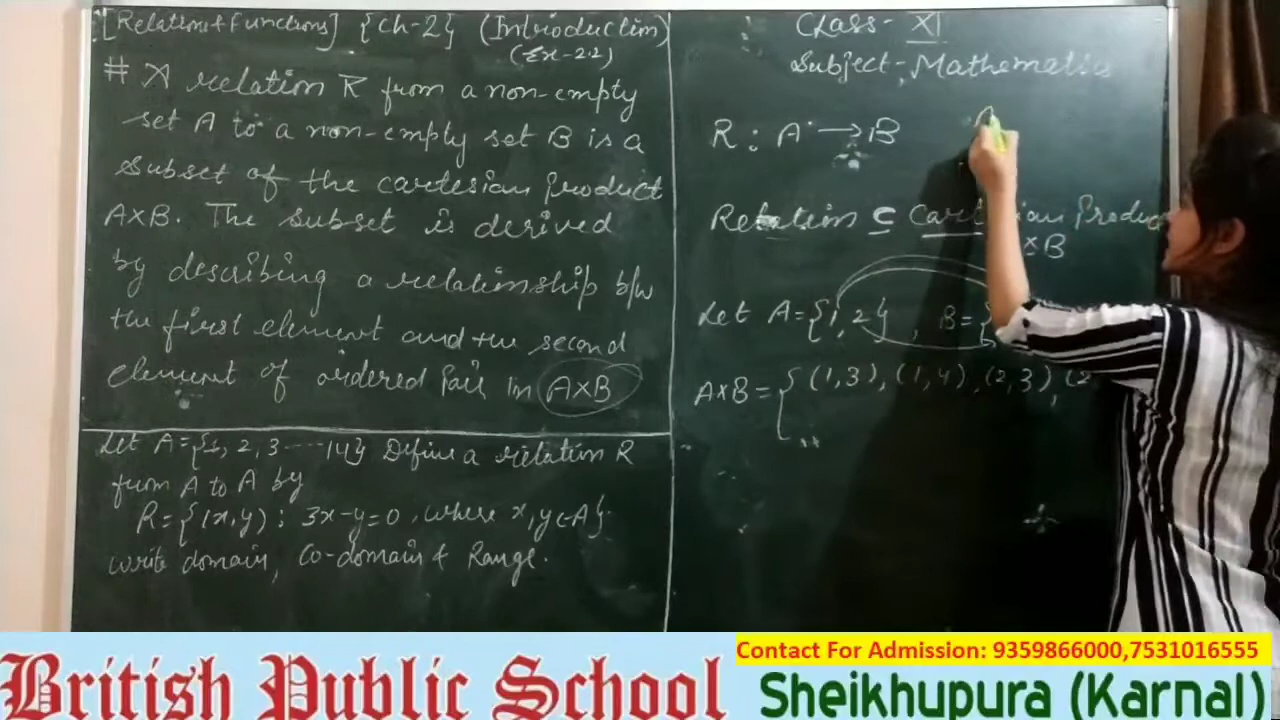 [Relation & Functions] {Ch-2} (Introduction)
(Ex-2.2)
# A relation R from a non-empty
set A to a non-empty set B is a
Subset of the cartesian product
A×B. The subset is derived
by describing a relationship b/w
the first element and the second
element of ordered pair in A×B
Let A={1, 2, 3 ---- 14} Define a relation R
from A to A by
R={(x,y) : 3x-y=0, where x,y∈A}.
write domain, Co-domain & Range.
Class- XI
Subject- Mathematics
R : A → B
Relation ⊆ Cartesian Produc
×B
Let A={1, 2} , B={
A×B = { (1,3), (1,4), (2,3), (2
British Public School
Contact For Admission: 9359866000,7531016555
Sheikhupura (Karnal)